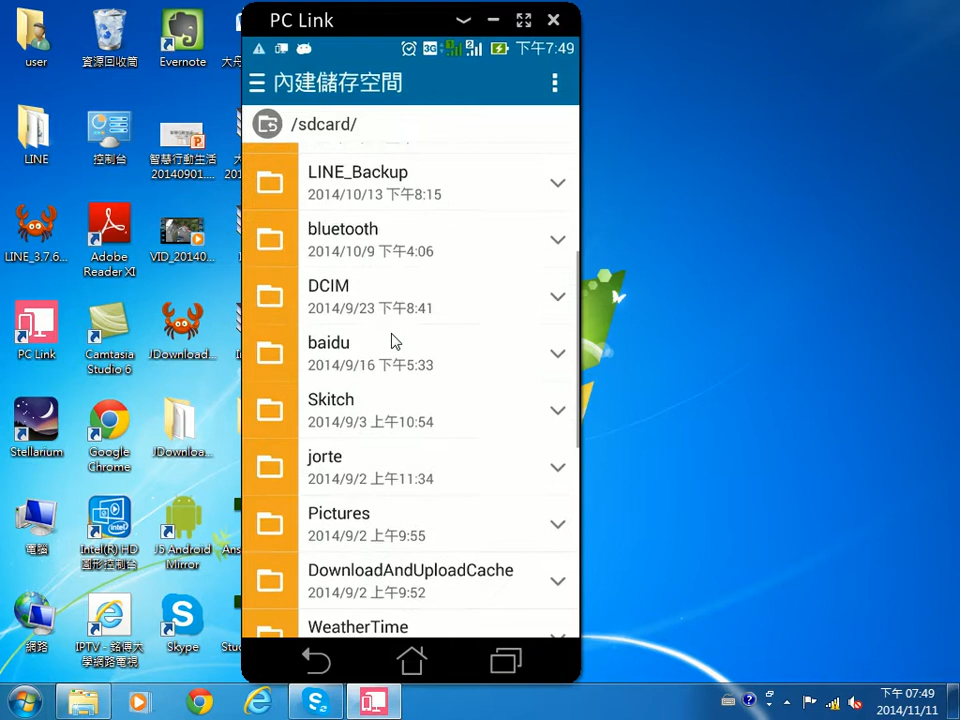 PC Link
3G
下午7:49
內建儲存空間
/sdcard/
LINE_Backup
2014/10/13 下午8:15
bluetooth
2014/10/9 下午4:06
DCIM
2014/9/23 下午8:41
baidu
2014/9/16 下午5:33
Skitch
2014/9/3 上午10:54
jorte
2014/9/2 上午11:34
Pictures
2014/9/2 上午9:55
DownloadAndUploadCache
2014/9/2 上午9:52
WeatherTime
user
資源回收筒
Evernote
LINE
控制台
智慧行動生活
20140901....
LINE_3.7.6...
Adobe
Reader XI
VID_20140...
PC Link
Camtasia
Studio 6
JDownload...
Stellarium
Google
Chrome
JDownloa...
電腦
Intel(R) HD
圖形控制台
J5 Android
Mirror
網路
IPTV - 銘傳大
學網路電視
Skype
下午 07:49
2014/11/11